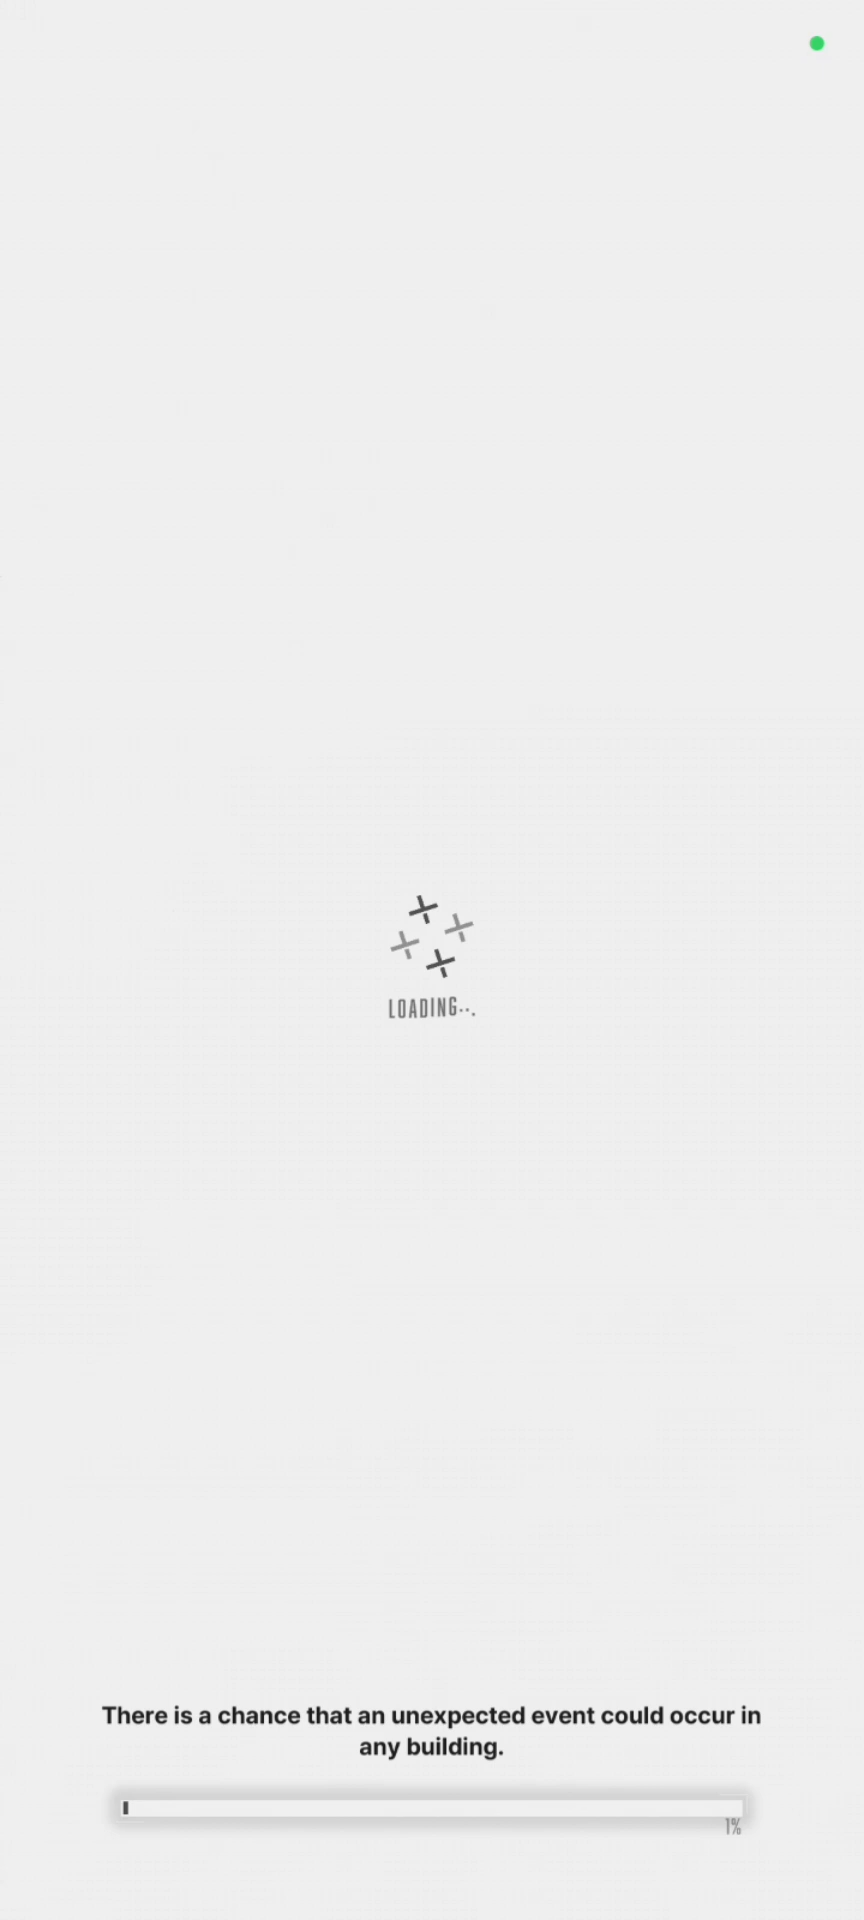 LOADING...
There is a chance that an unexpected event could occur in
any building.
1%